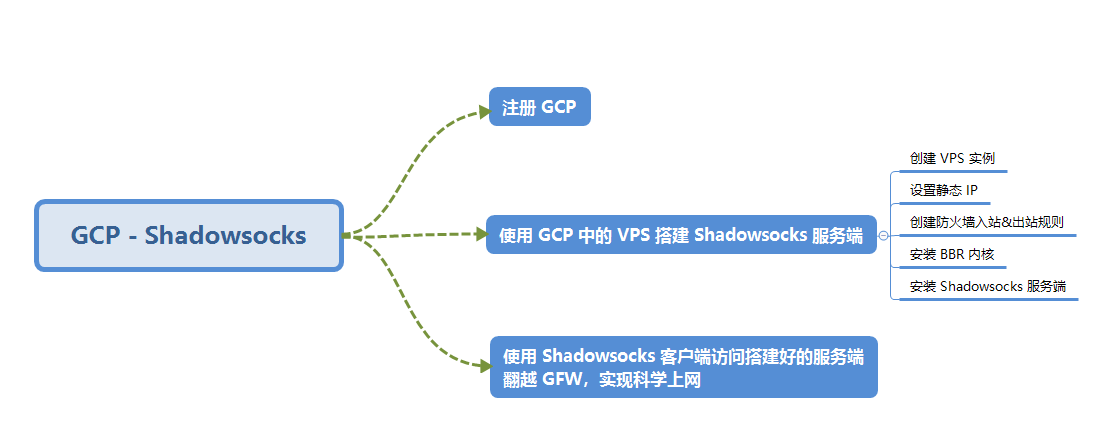 GCP - Shadowsocks
注册 GCP
使用 GCP 中的 VPS 搭建 Shadowsocks 服务端
创建 VPS 实例
设置静态 IP
创建防火墙入站&出站规则
安装 BBR 内核
安装 Shadowsocks 服务端
使用 Shadowsocks 客户端访问搭建好的服务端
翻越 GFW，实现科学上网